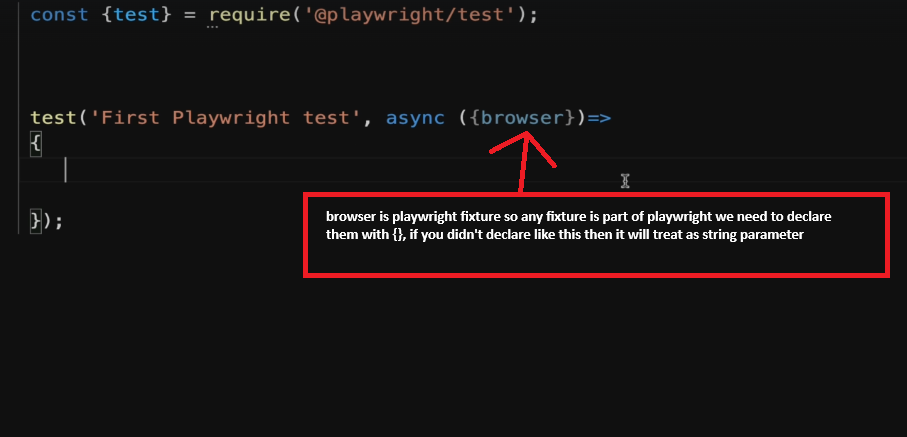 const {test} = require('@playwright/test');
test('First Playwright test', async ({browser})=>
{
});
browser is playwright fixture so any fixture is part of playwright we need to declare
them with {}, if you didn't declare like this then it will treat as string parameter